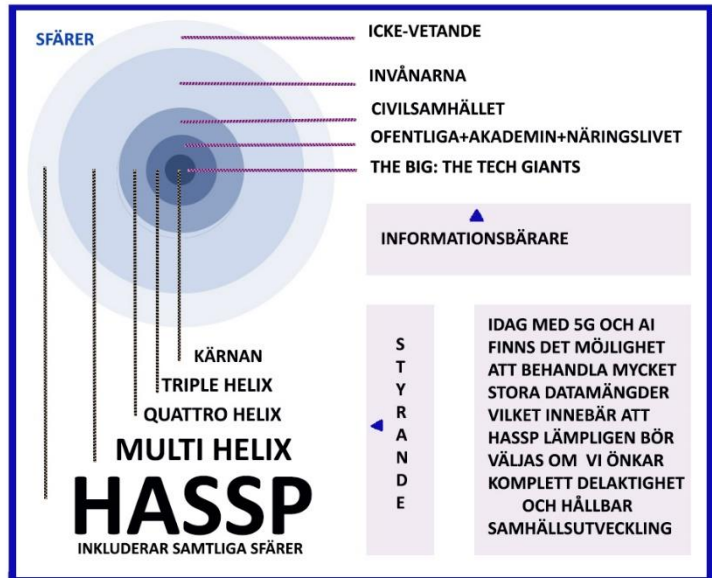 SFÄRER
ICKE-VETANDE
INVÅNARNA
CIVILSAMHÄLLET
OFENTLIGA+AKADEMIN+NÄRINGSLIVET
THE BIG: THE TECH GIANTS
INFORMATIONSBÄRARE
KÄRNAN
TRIPLE HELIX
QUATTRO HELIX
MULTI HELIX
HASSP
INKLUDERAR SAMTLIGA SFÄRER
STYRANDE
IDAG MED 5G OCH AI
FINNS DET MÖJLIGHET
ATT BEHANDLA MYCKET
STORA DATAMÄNGDER
VILKET INNEBÄR ATT
HASSP LÄMPLIGEN BÖR
VÄLJAS OM VI ÖNKAR
KOMPLETT DELAKTIGHET
OCH HÅLLBAR
SAMHÄLLSUTVECKLING